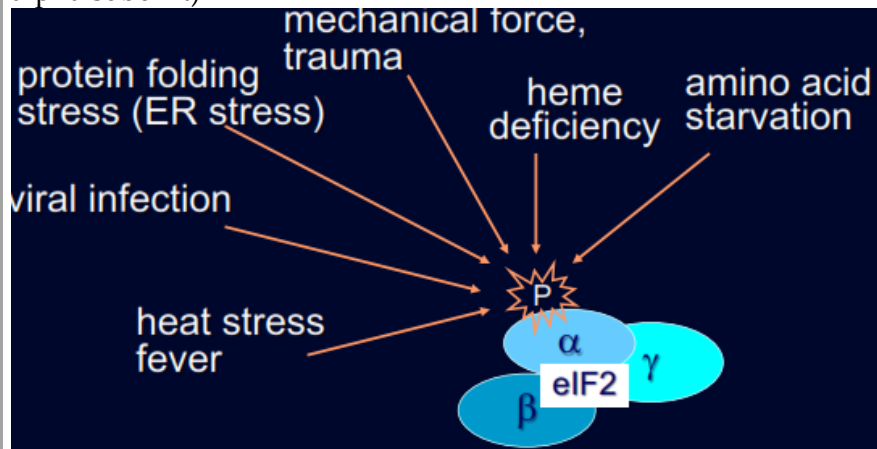 mechanical force,
trauma
protein folding
stress (ER stress)
heme
deficiency
amino acid
starvation
viral infection
heat stress
fever
P
α
γ
eIF2
β